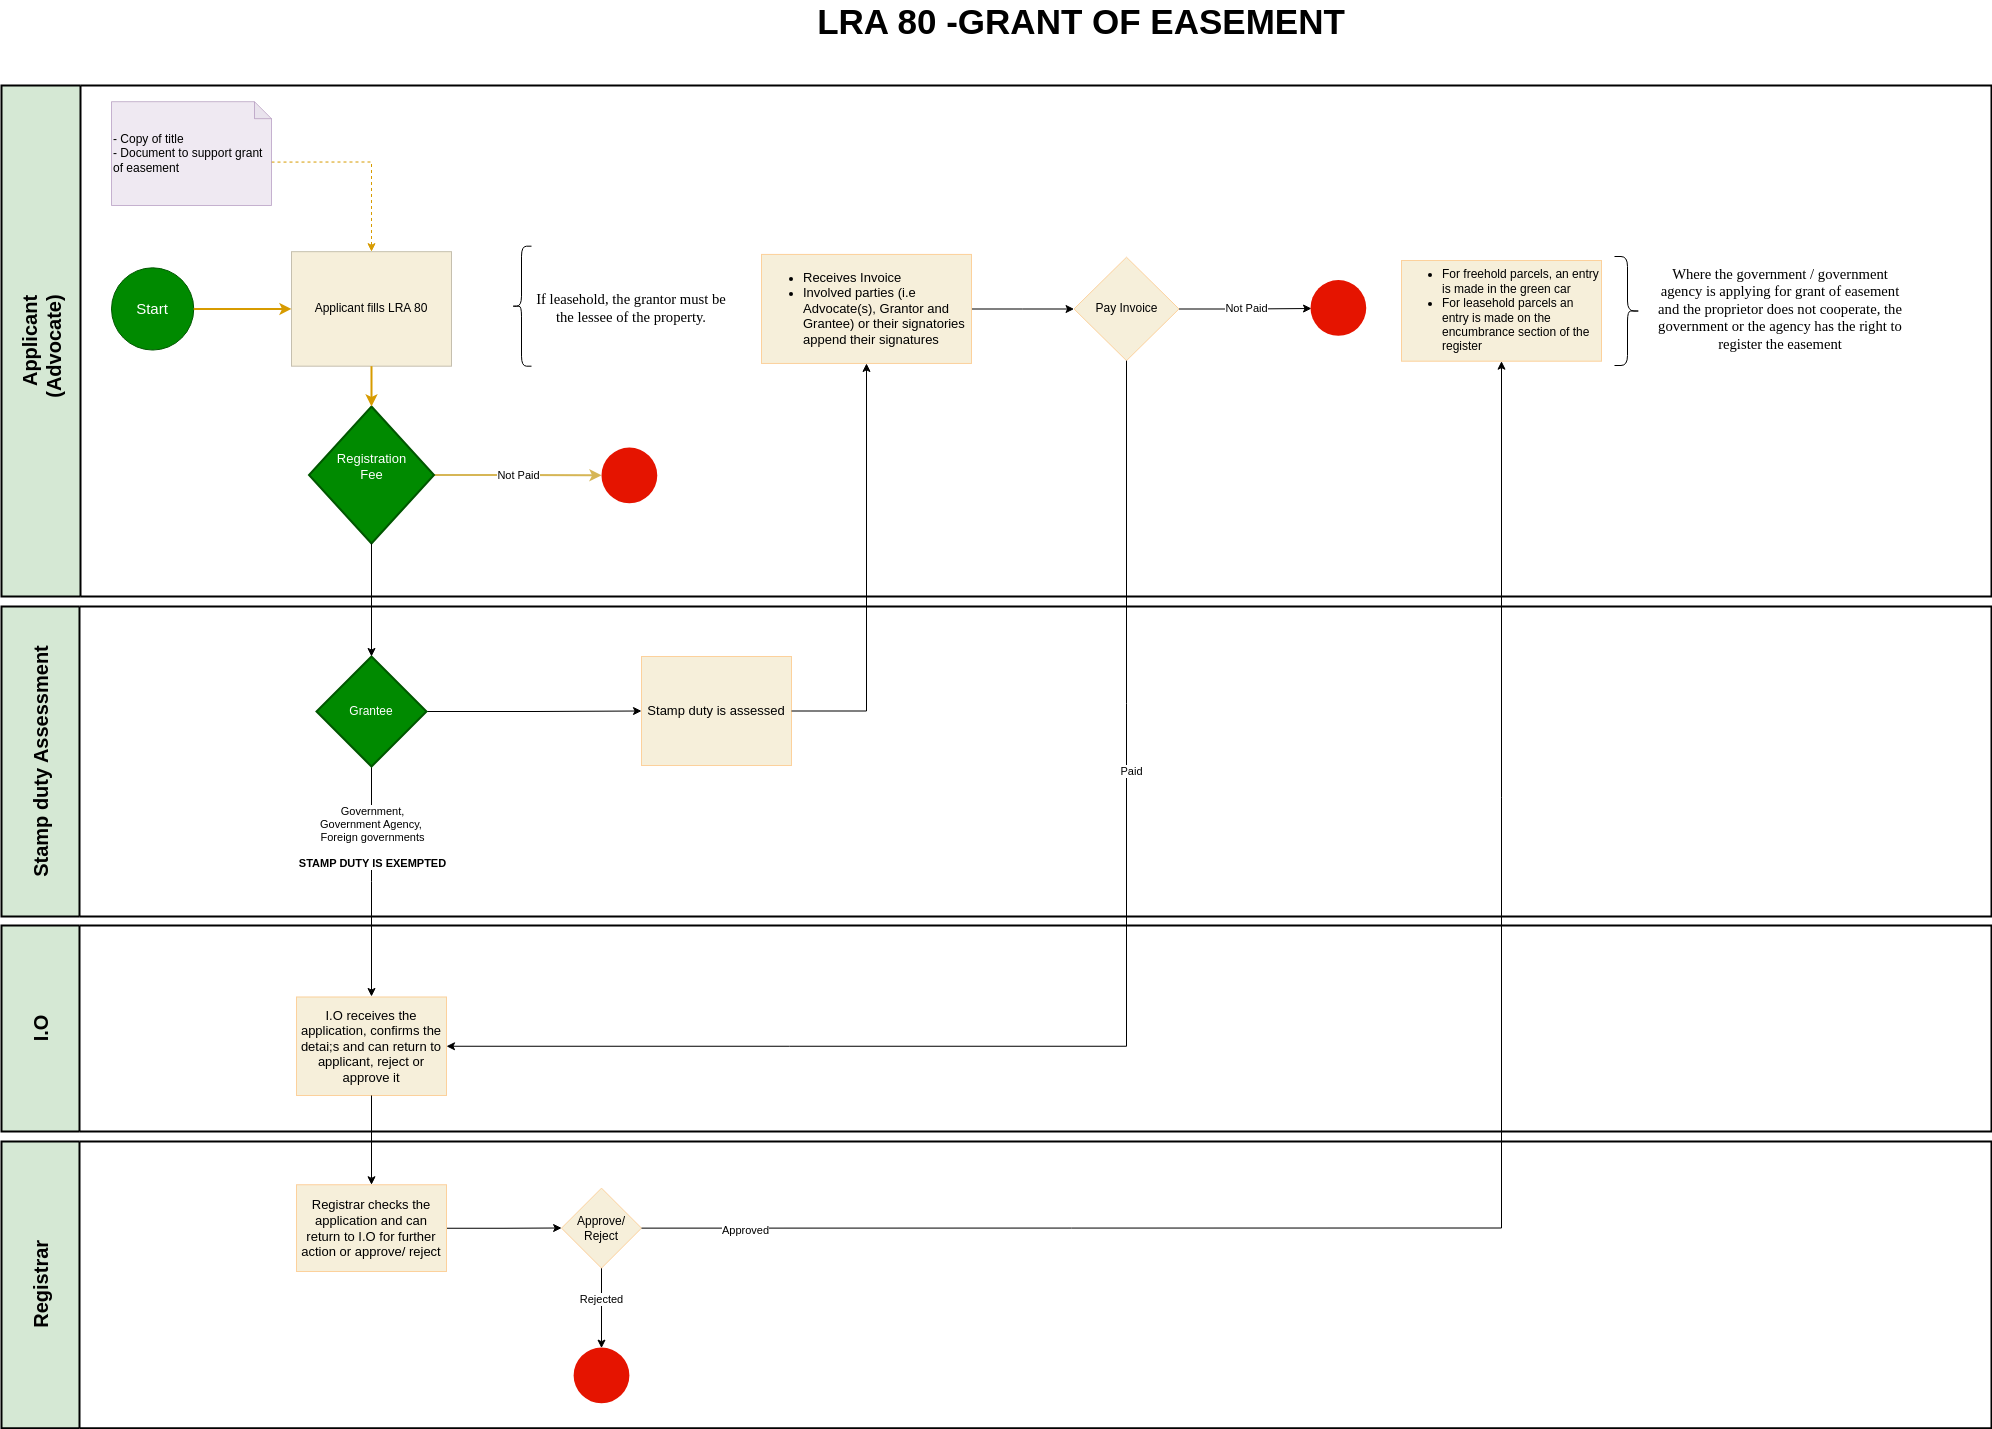 LRA 80 -GRANT OF EASEMENT
Applicant
(Advocate)
- Copy of title
- Document to support grant
of easement
Start
Applicant fills LRA 80
If leasehold, the grantor must be
the lessee of the property.
Receives Invoice
Involved parties (i.e
Advocate(s), Grantor and
Grantee) or their signatories
append their signatures
Pay Invoice
Not Paid
For freehold parcels, an entry
is made in the green car
For leasehold parcels an
entry is made on the
encumbrance section of the
register
Where the government / government
agency is applying for grant of easement
and the proprietor does not cooperate, the
government or the agency has the right to
register the easement
Registration
Fee
Not Paid
Stamp duty Assessment
Grantee
Stamp duty is assessed
Paid
Government,
Government Agency,
Foreign governments
STAMP DUTY IS EXEMPTED
I.O
I.O receives the
application, confirms the
detai;s and can return to
applicant, reject or
approve it
Registrar
Registrar checks the
application and can
return to I.O for further
action or approve/ reject
Approve/
Reject
Approved
Rejected